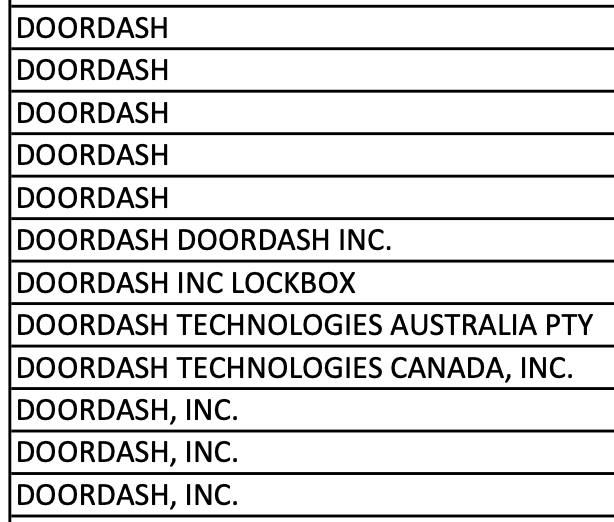 DOORDASH
DOORDASH
DOORDASH
DOORDASH
DOORDASH
DOORDASH DOORDASH INC.
DOORDASH INC LOCKBOX
DOORDASH TECHNOLOGIES AUSTRALIA PTY
DOORDASH TECHNOLOGIES CANADA, INC.
DOORDASH, INC.
DOORDASH, INC.
DOORDASH, INC.